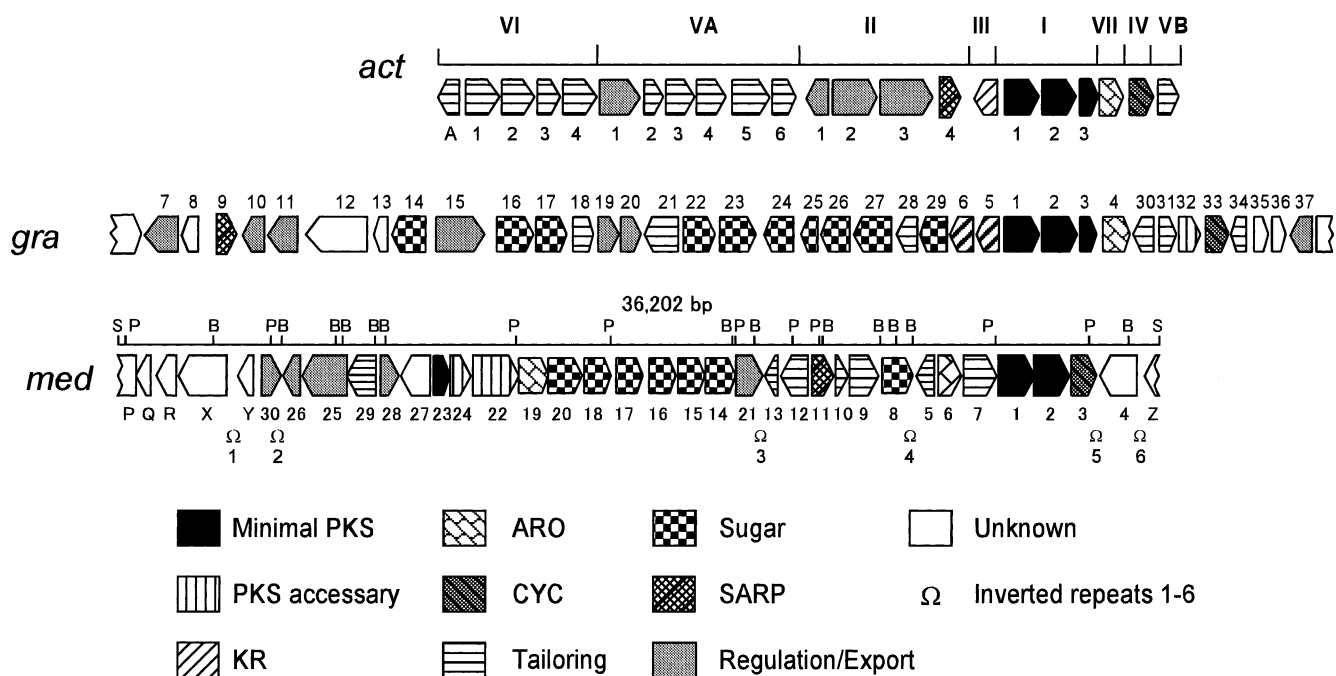 VI VA II III I VII IV VB
act
A 1 2 3 4 1 2 3 4 5 6 1 2 3 4 1 2 3
7 8 9 10 11 12 13 14 15 16 17 18 19 20 21 22 23 24 25 26 27 28 29 6 5 1 2 3 4 30 31 32 33 34 35 36 37
gra
36,202 bp
S P B P B B B B B P P B P B P P B B B B P P B S
med
P Q R X Y 30 26 25 29 28 27 23 24 22 19 20 18 17 16 15 14 21 13 12 11 10 9 8 5 6 7 1 2 3 4 Z
Ω Ω Ω Ω Ω Ω
1 2 3 4 5 6
Minimal PKS ARO Sugar Unknown
PKS accessary CYC SARP Ω Inverted repeats 1-6
KR Tailoring Regulation/Export